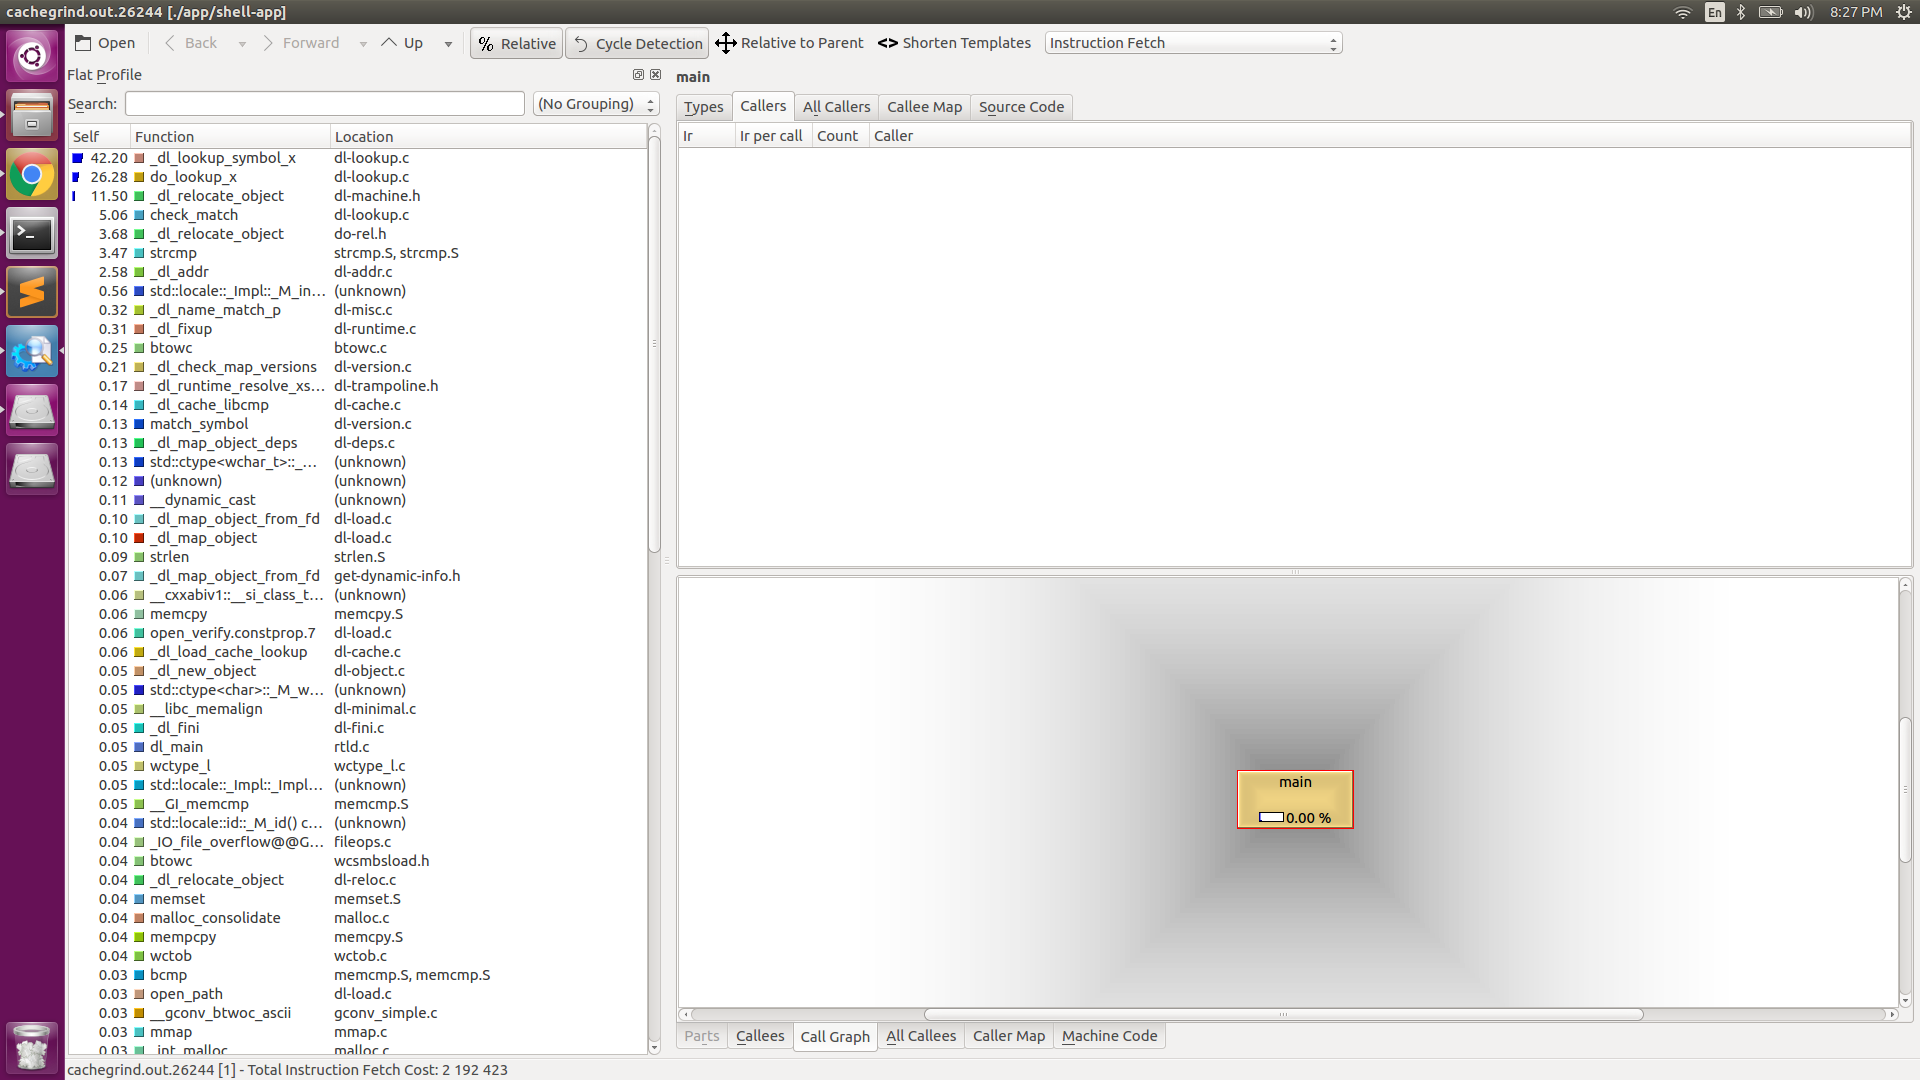 cachegrind.out.26244 [./app/shell-app]
En
8:27 PM
Open
Back
Forward
Up
% Relative
Cycle Detection
Relative to Parent
<> Shorten Templates
Instruction Fetch
Flat Profile
Search:
(No Grouping)
Self Function Location
42.20 _dl_lookup_symbol_x dl-lookup.c
26.28 do_lookup_x dl-lookup.c
11.50 _dl_relocate_object dl-machine.h
5.06 check_match dl-lookup.c
3.68 _dl_relocate_object do-rel.h
3.47 strcmp strcmp.S, strcmp.S
2.58 _dl_addr dl-addr.c
0.56 std::locale::_Impl::_M_in... (unknown)
0.32 _dl_name_match_p dl-misc.c
0.31 _dl_fixup dl-runtime.c
0.25 btowc btowc.c
0.21 _dl_check_map_versions dl-version.c
0.17 _dl_runtime_resolve_xs... dl-trampoline.h
0.14 _dl_cache_libcmp dl-cache.c
0.13 match_symbol dl-version.c
0.13 _dl_map_object_deps dl-deps.c
0.13 std::ctype<wchar_t>::_... (unknown)
0.12 (unknown) (unknown)
0.11 __dynamic_cast (unknown)
0.10 _dl_map_object_from_fd dl-load.c
0.10 _dl_map_object dl-load.c
0.09 strlen strlen.S
0.07 _dl_map_object_from_fd get-dynamic-info.h
0.06 __cxxabiv1::__si_class_t... (unknown)
0.06 memcpy memcpy.S
0.06 open_verify.constprop.7 dl-load.c
0.06 _dl_load_cache_lookup dl-cache.c
0.05 _dl_new_object dl-object.c
0.05 std::ctype<char>::_M_w... (unknown)
0.05 __libc_memalign dl-minimal.c
0.05 _dl_fini dl-fini.c
0.05 dl_main rtld.c
0.05 wctype_l wctype_l.c
0.05 std::locale::_Impl::_Impl... (unknown)
0.05 __GI_memcmp memcmp.S
0.04 std::locale::id::_M_id() c... (unknown)
0.04 _IO_file_overflow@@G... fileops.c
0.04 btowc wcsmbsload.h
0.04 _dl_relocate_object dl-reloc.c
0.04 memset memset.S
0.04 malloc_consolidate malloc.c
0.04 mempcpy memcpy.S
0.04 wctob wctob.c
0.03 bcmp memcmp.S, memcmp.S
0.03 open_path dl-load.c
0.03 __gconv_btwoc_ascii gconv_simple.c
0.03 mmap mmap.c
0.03 _int_malloc malloc.c
main
Types Callers All Callers Callee Map Source Code
Ir Ir per call Count Caller
main
0.00 %
Parts Callees Call Graph All Callees Caller Map Machine Code
cachegrind.out.26244 [1] - Total Instruction Fetch Cost: 2 192 423